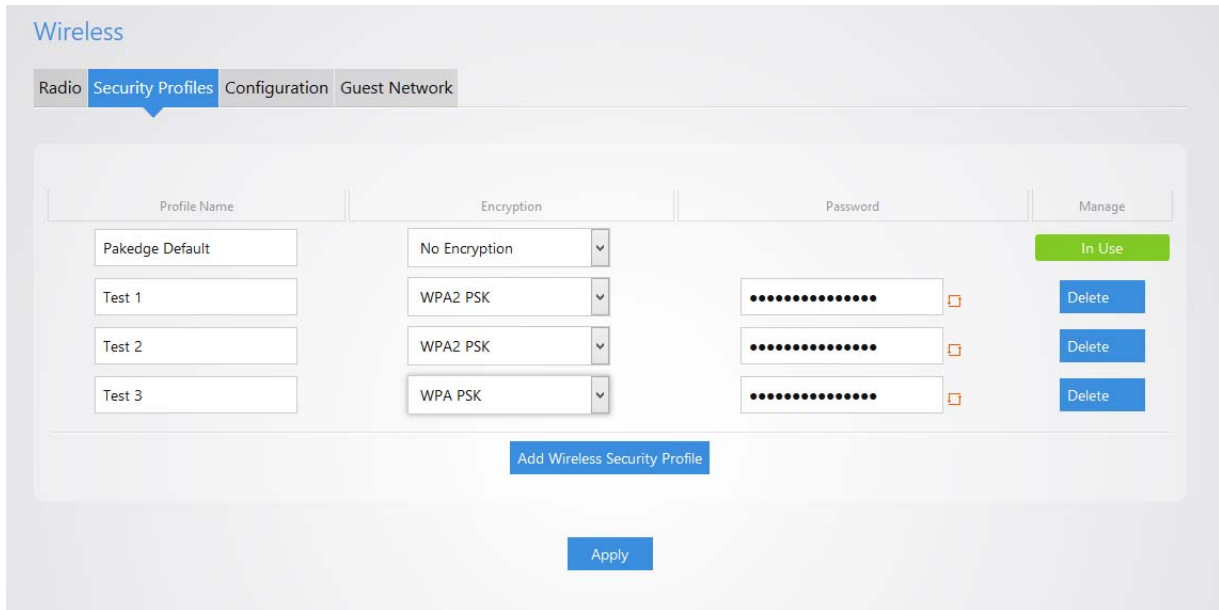 Wireless
Radio Security Profiles Configuration Guest Network
Profile Name Encryption Password Manage
Pakedge Default No Encryption In Use
Test 1 WPA2 PSK ••••••••••••••• Delete
Test 2 WPA2 PSK ••••••••••••••• Delete
Test 3 WPA PSK ••••••••••••••• Delete
Add Wireless Security Profile
Apply